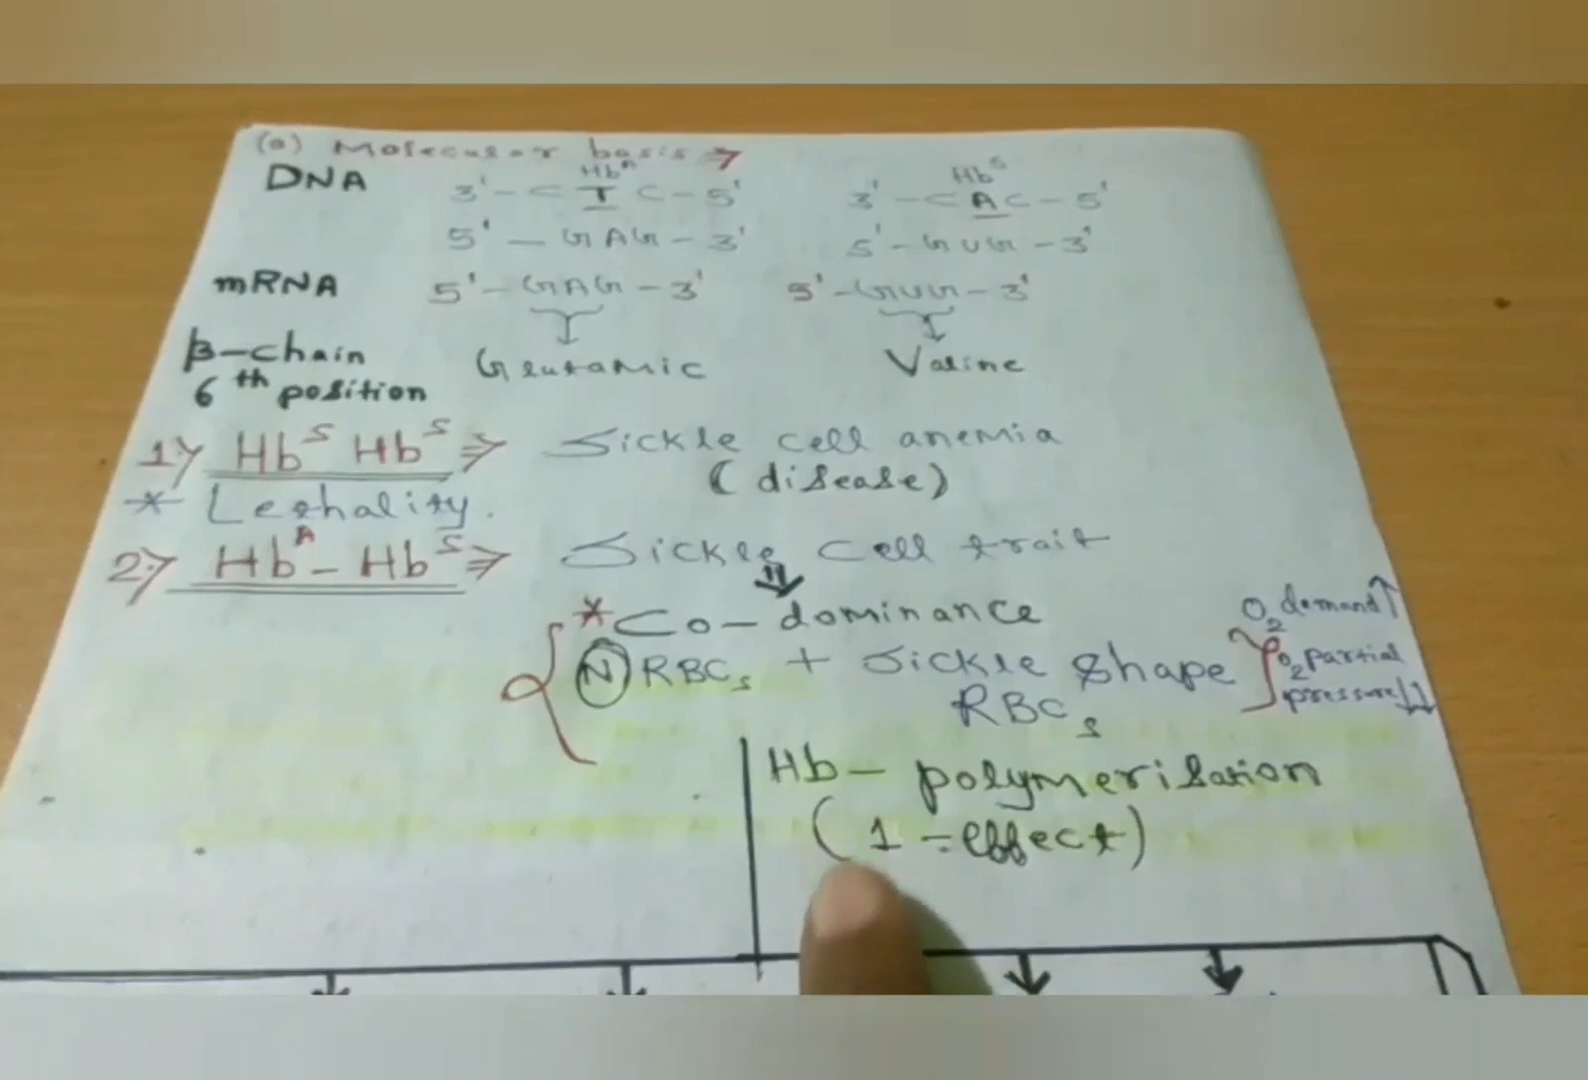 (a) Molecular basis →
HbA HbS
DNA 3'-CTC-5' 3'-CAC-5'
5'-GAG-3' 5'-GUG-3'
mRNA 5'-GAG-3' 5'-GUG-3'
β-chain
6th position Glutamic Valine
1) HbS HbS ⇒ Sickle cell anemia
(disease)
* Lethality.
2) HbA-HbS ⇒ Sickle cell trait
⇓
*Co-dominance
(N) RBCs + Sickle shape
RBCs
O2 demand↑
O2 partial
pressure↓↓
Hb-polymerisation
(1-effect)